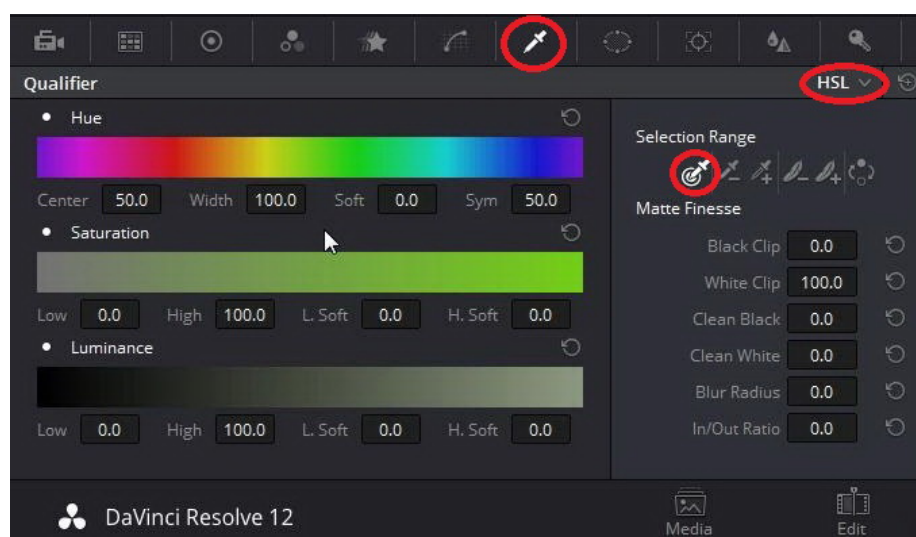 Qualifier HSL
Hue
Center 50.0 Width 100.0 Soft 0.0 Sym 50.0
Saturation
Low 0.0 High 100.0 L. Soft 0.0 H. Soft 0.0
Luminance
Low 0.0 High 100.0 L. Soft 0.0 H. Soft 0.0
Selection Range
Matte Finesse
Black Clip 0.0
White Clip 100.0
Clean Black 0.0
Clean White 0.0
Blur Radius 0.0
In/Out Ratio 0.0
DaVinci Resolve 12
Media Edit